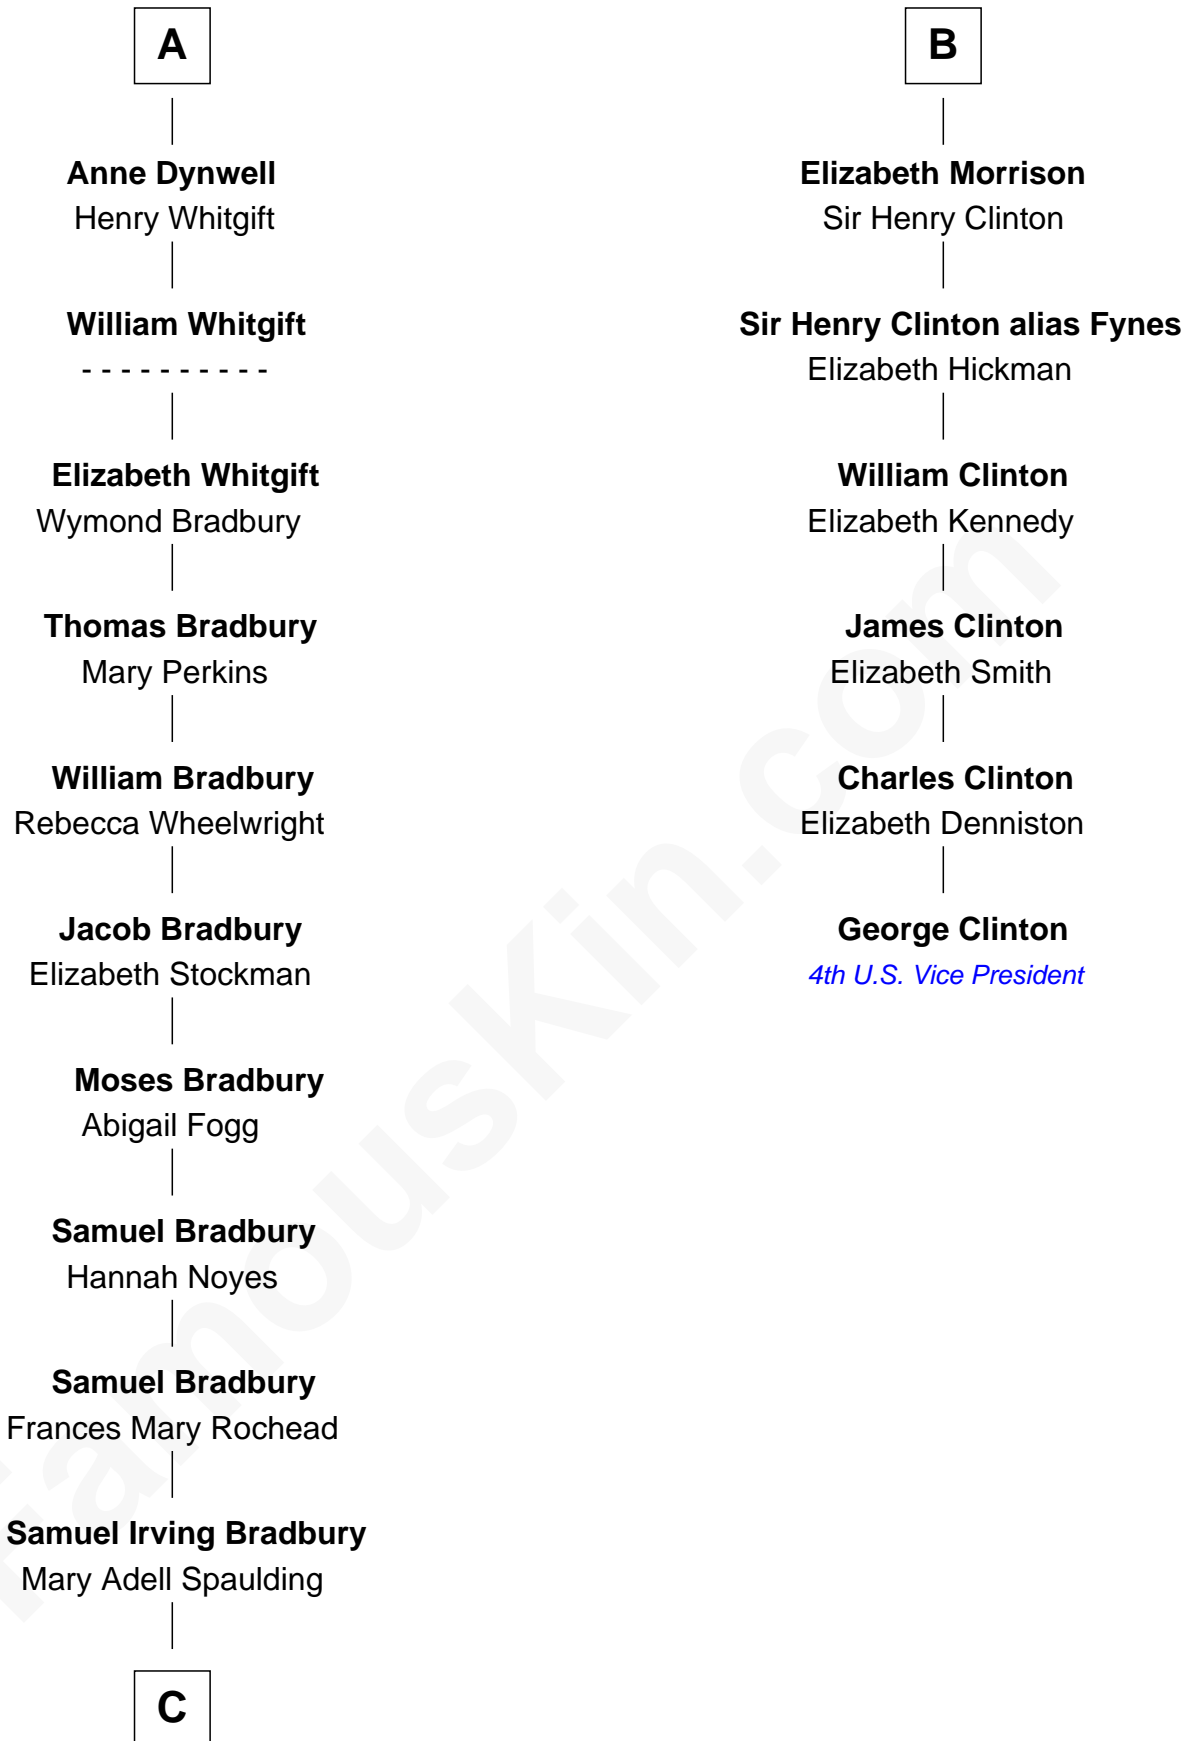 A
Anne Dynwell
Henry Whitgift
William Whitgift
- - - - - - - - - -
Elizabeth Whitgift
Wymond Bradbury
Thomas Bradbury
Mary Perkins
William Bradbury
Rebecca Wheelwright
Jacob Bradbury
Elizabeth Stockman
Moses Bradbury
Abigail Fogg
Samuel Bradbury
Hannah Noyes
Samuel Bradbury
Frances Mary Rochead
Samuel Irving Bradbury
Mary Adell Spaulding
C
B
Elizabeth Morrison
Sir Henry Clinton
Sir Henry Clinton alias Fynes
Elizabeth Hickman
William Clinton
Elizabeth Kennedy
James Clinton
Elizabeth Smith
Charles Clinton
Elizabeth Denniston
George Clinton
4th U.S. Vice President
FamousKin.com